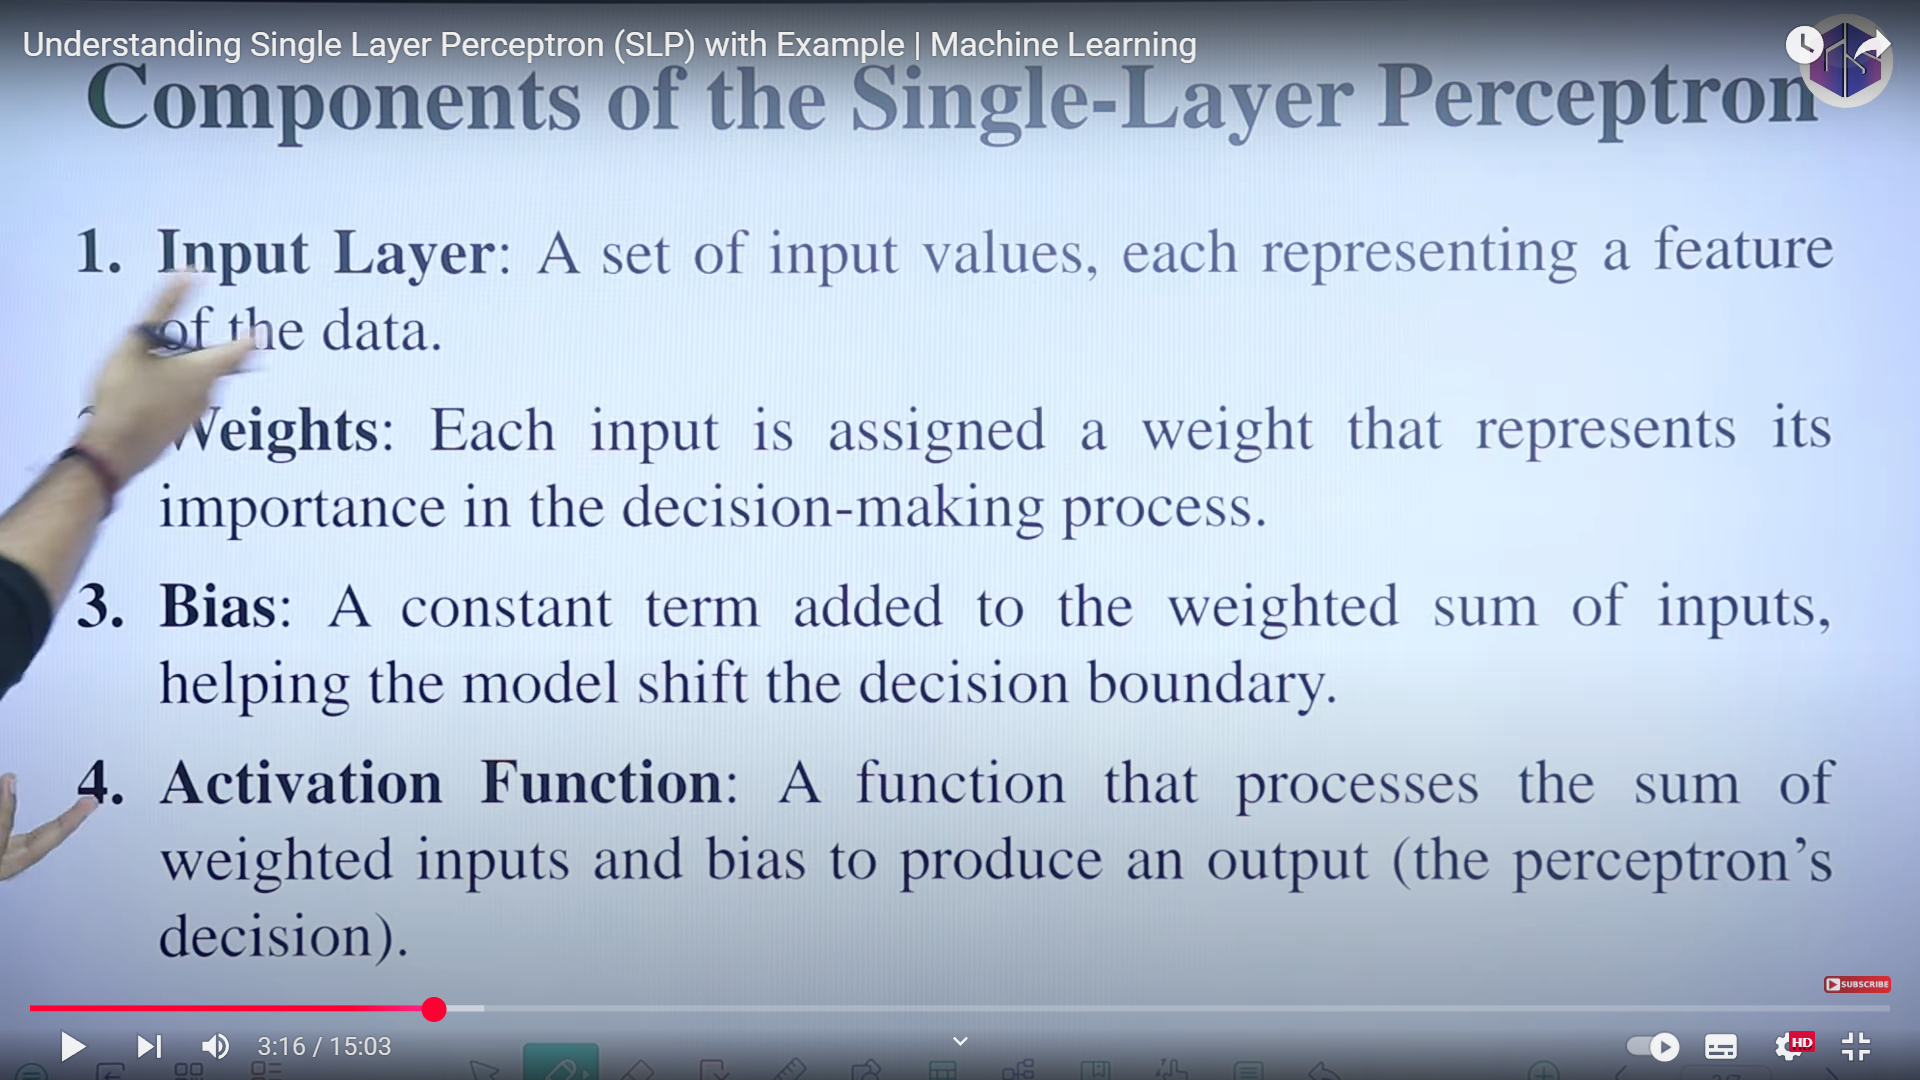 Understanding Single Layer Perceptron (SLP) with Example | Machine Learning
Components of the Single-Layer Perceptron
1. Input Layer: A set of input values, each representing a feature
of the data.
Weights: Each input is assigned a weight that represents its
importance in the decision-making process.
3. Bias: A constant term added to the weighted sum of inputs,
helping the model shift the decision boundary.
4. Activation Function: A function that processes the sum of
weighted inputs and bias to produce an output (the perceptron's
decision).
SUBSCRIBE
3:16 / 15:03
HD